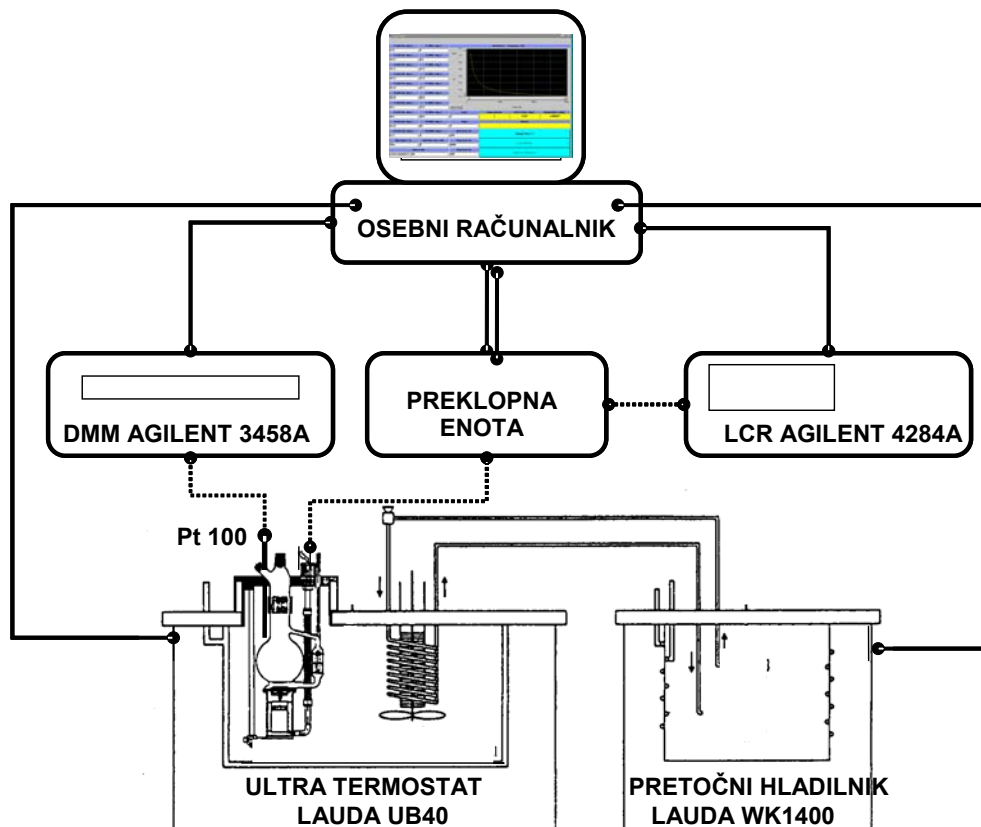 OSEBNI RAČUNALNIK
DMM AGILENT 3458A
PREKLOPNA
ENOTA
LCR AGILENT 4284A
Pt 100
ULTRA TERMOSTAT
LAUDA UB40
PRETOČNI HLADILNIK
LAUDA WK1400